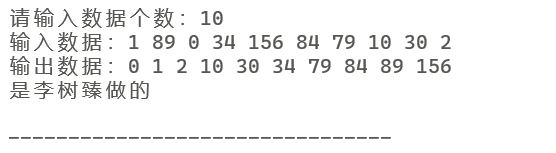 请输入数据个数：10
输入数据：1 89 0 34 156 84 79 10 30 2
输出数据：0 1 2 10 30 34 79 84 89 156
是李树臻做的
--------------------------------